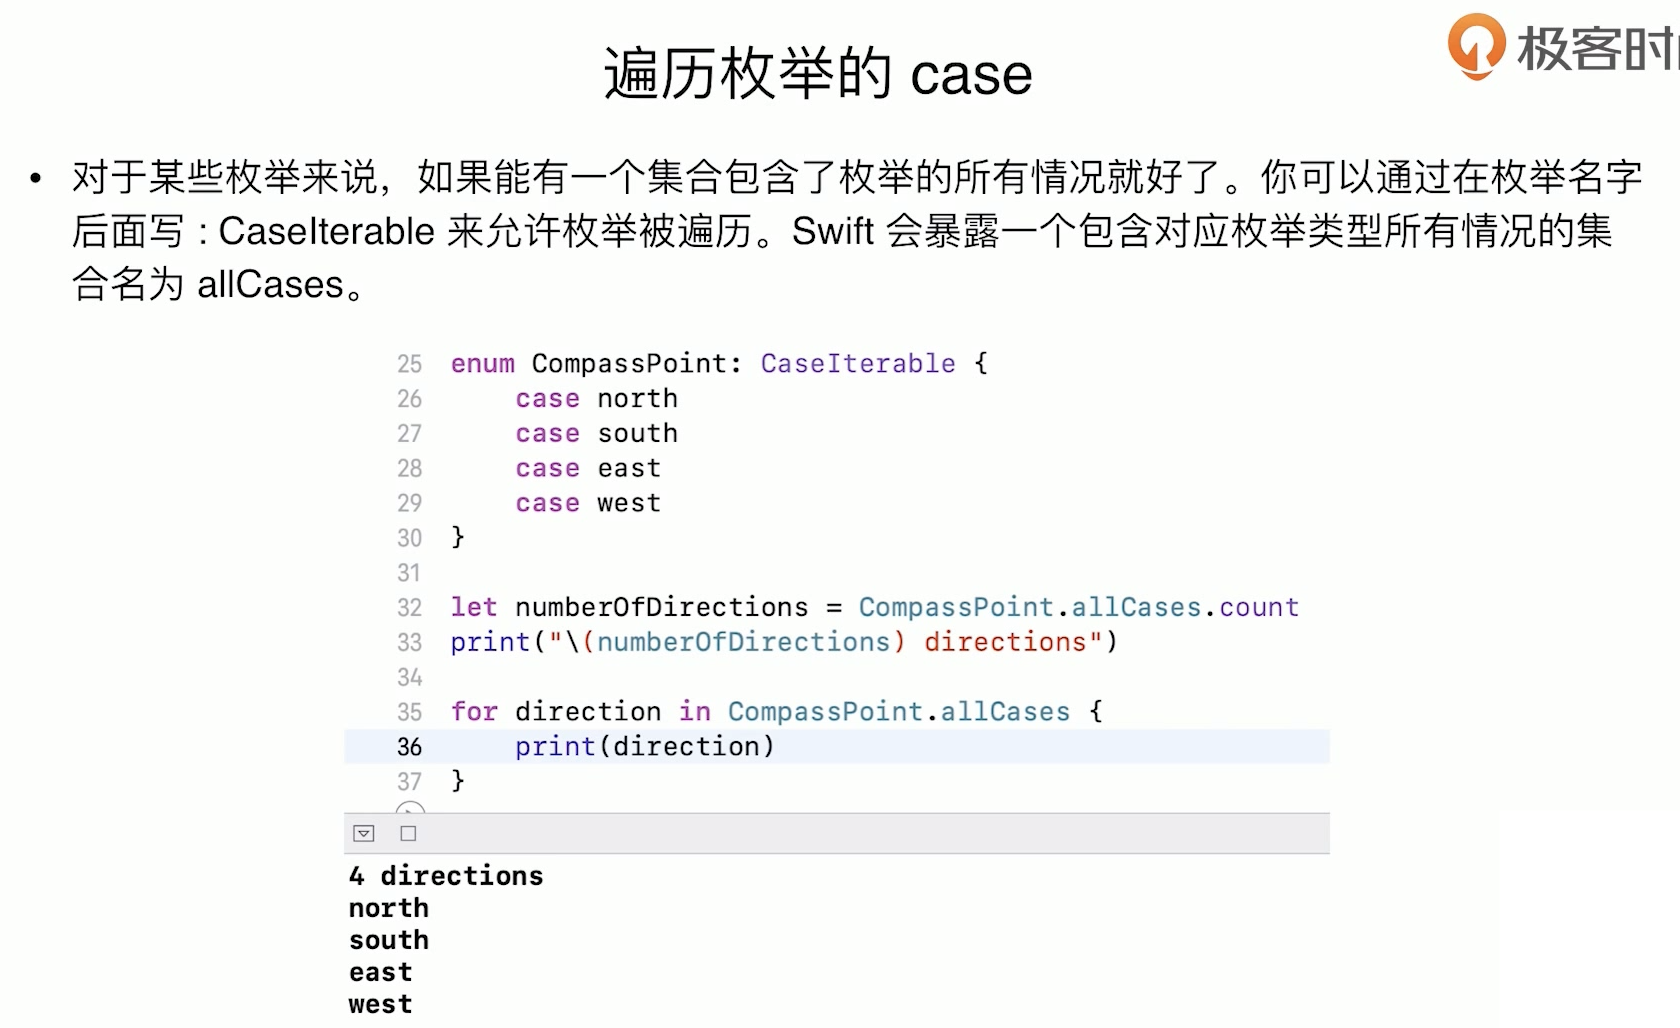 极客时间
遍历枚举的 case
• 对于某些枚举来说，如果能有一个集合包含了枚举的所有情况就好了。你可以通过在枚举名字
后面写 : CaseIterable 来允许枚举被遍历。Swift 会暴露一个包含对应枚举类型所有情况的集
合名为 allCases。
25 enum CompassPoint: CaseIterable {
26     case north
27     case south
28     case east
29     case west
30 }
31
32 let numberOfDirections = CompassPoint.allCases.count
33 print("\(numberOfDirections) directions")
34
35 for direction in CompassPoint.allCases {
36     print(direction)
37 }
4 directions
north
south
east
west